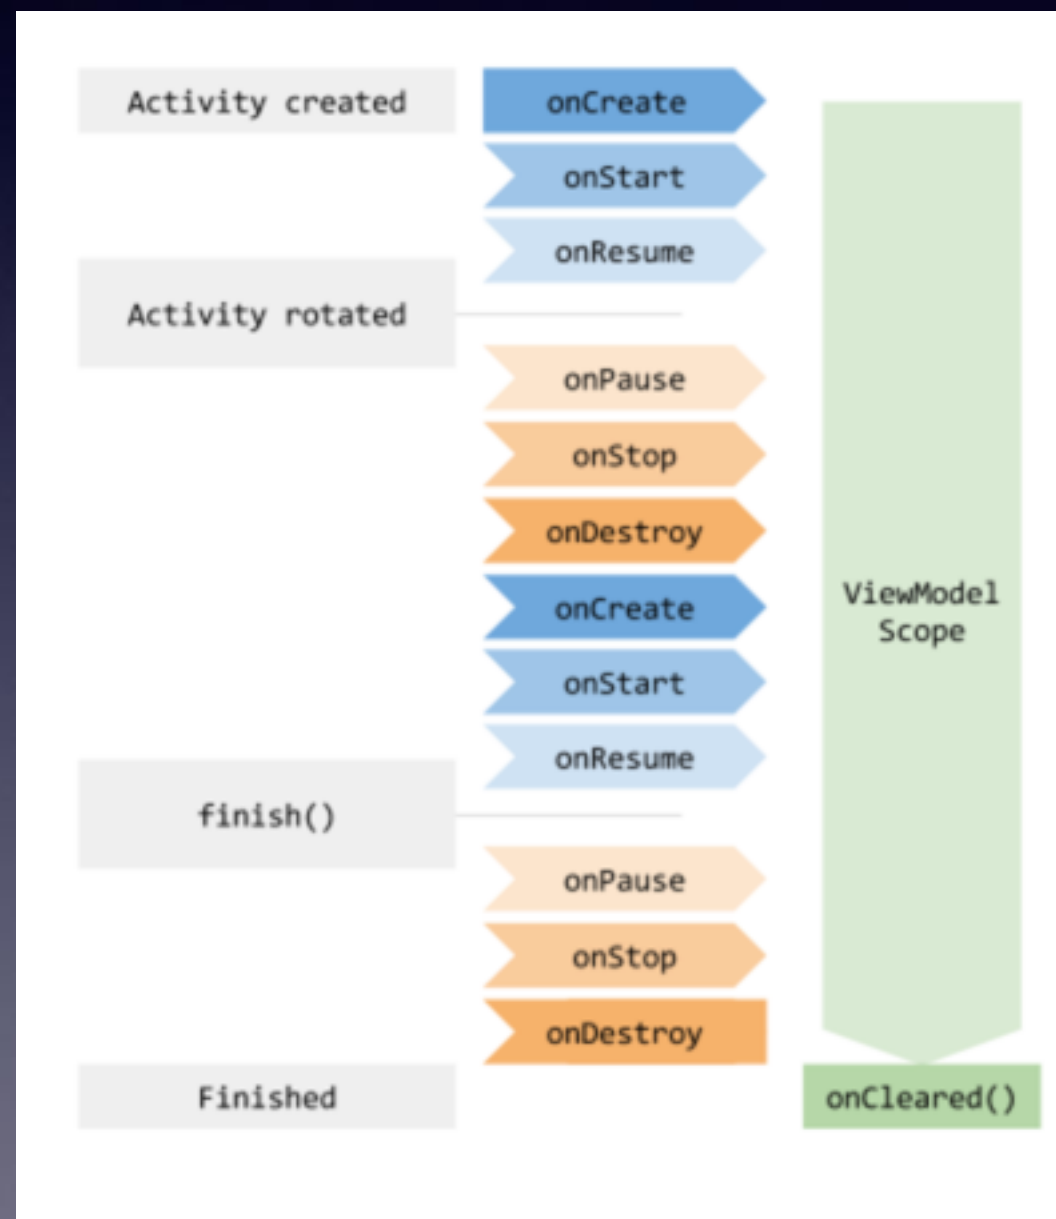 Activity created
onCreate
onStart
onResume
Activity rotated
onPause
onStop
onDestroy
onCreate
onStart
onResume
ViewModel
Scope
finish()
onPause
onStop
onDestroy
Finished
onCleared()